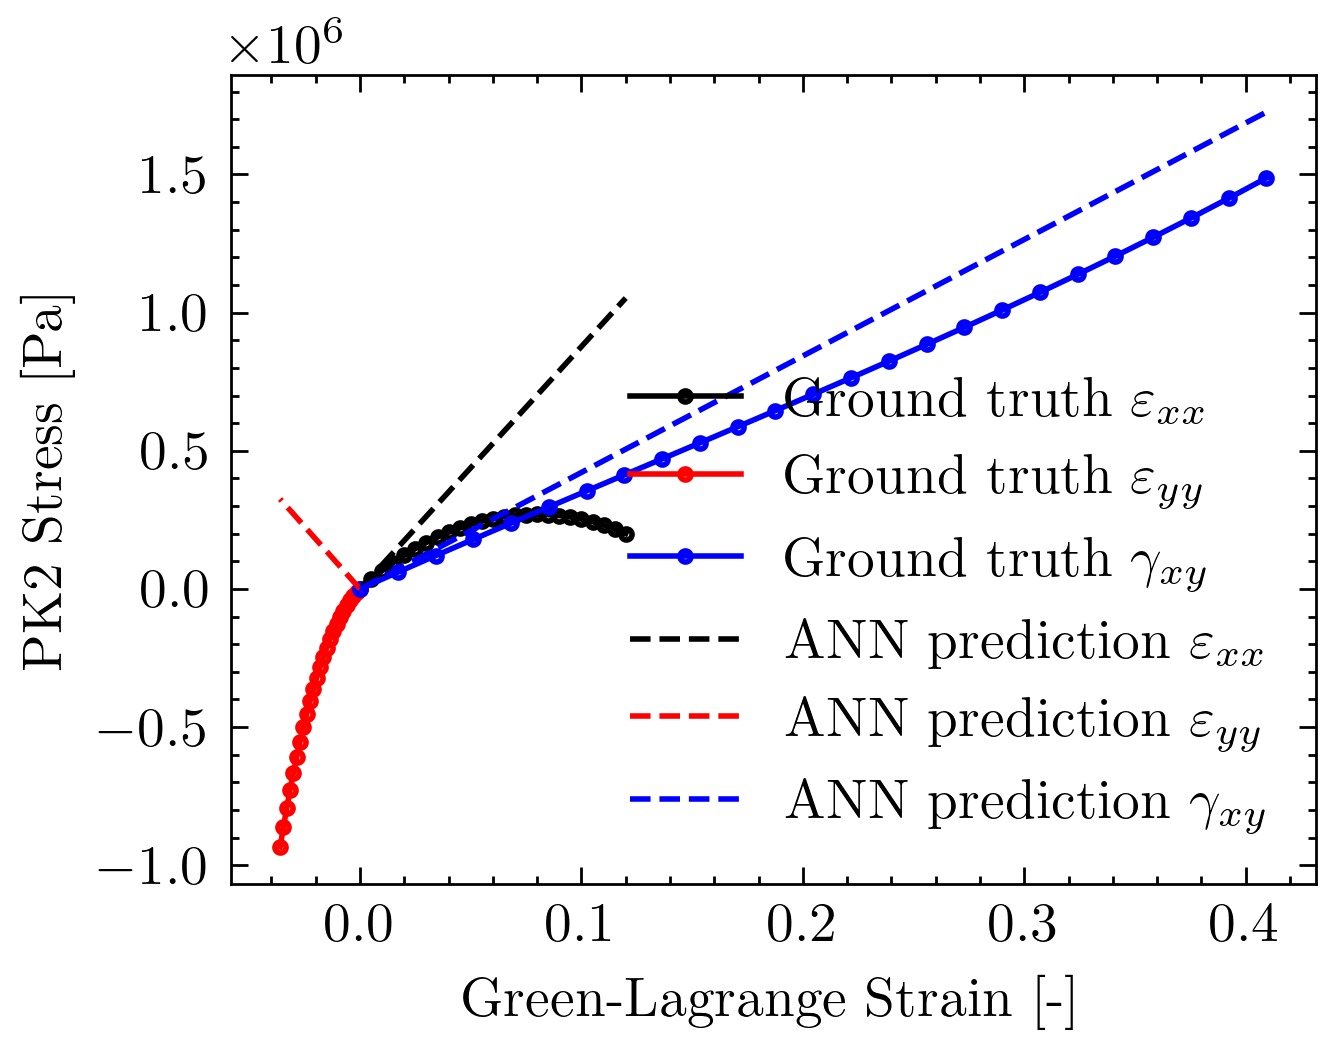 ×10⁶
PK2 Stress [Pa]
1.5
1.0
0.5
0.0
−0.5
−1.0
Ground truth εxx
Ground truth εyy
Ground truth γxy
ANN prediction εxx
ANN prediction εyy
ANN prediction γxy
0.0 0.1 0.2 0.3 0.4
Green-Lagrange Strain [-]